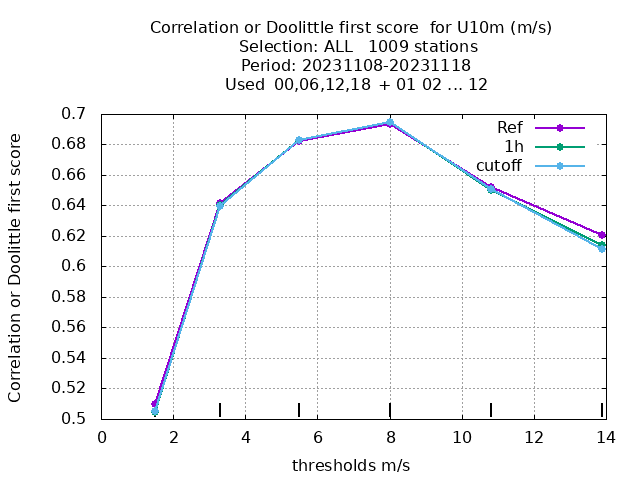 Correlation or Doolittle first score  for U10m (m/s)
Selection: ALL   1009 stations
Period: 20231108-20231118
Used  00,06,12,18  + 01 02 ... 12
Correlation or Doolittle first score
0.7
0.68
0.66
0.64
0.62
0.6
0.58
0.56
0.54
0.52
0.5
Ref
1h
cutoff
0 2 4 6 8 10 12 14
thresholds m/s